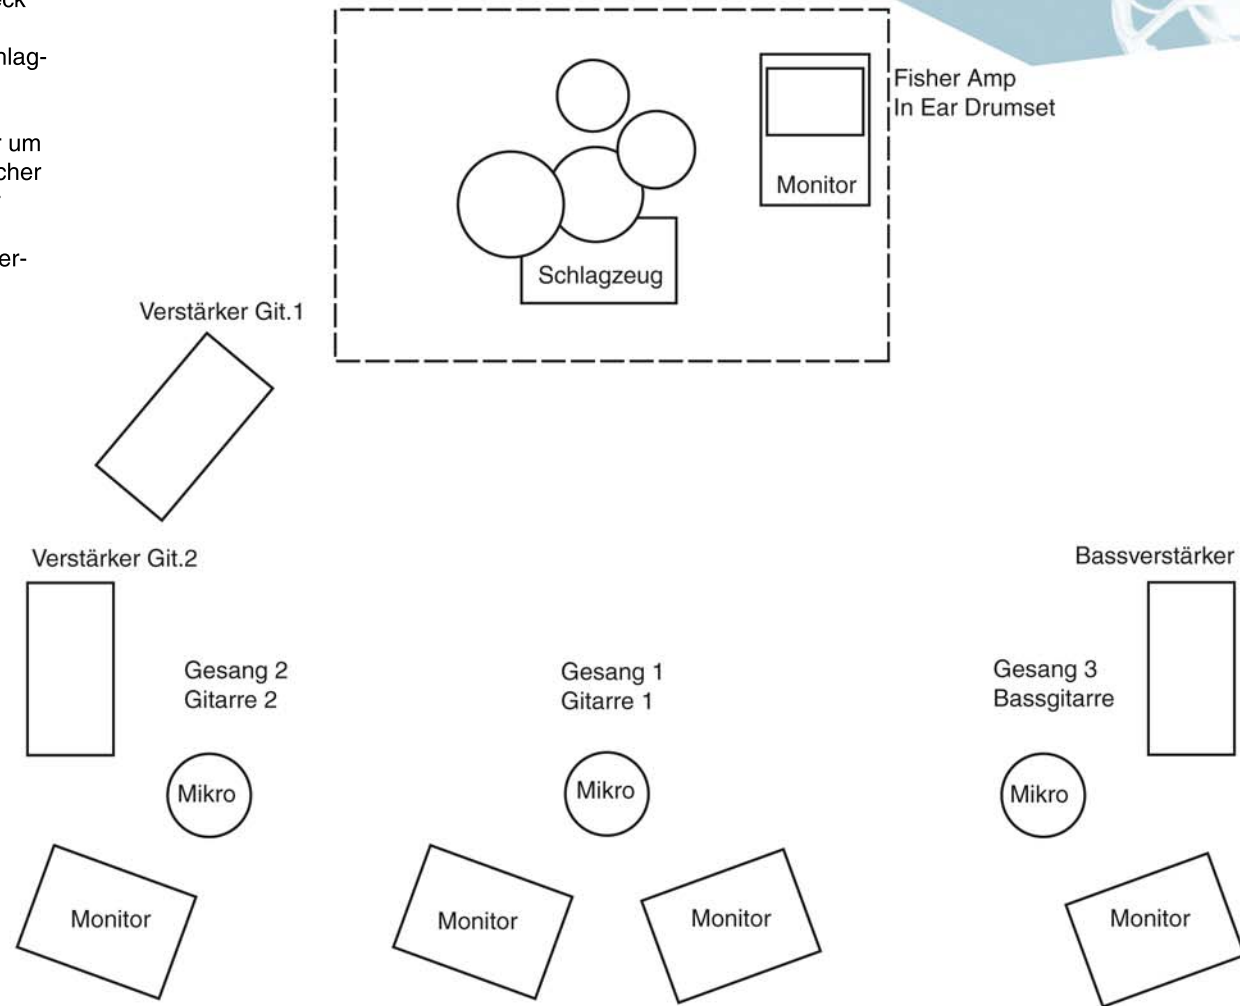 Fisher Amp
In Ear Drumset
Monitor
Schlagzeug
Verstärker Git.1
Verstärker Git.2
Bassverstärker
Gesang 2
Gitarre 2
Gesang 1
Gitarre 1
Gesang 3
Bassgitarre
Mikro
Mikro
Mikro
Monitor
Monitor
Monitor
Monitor
um